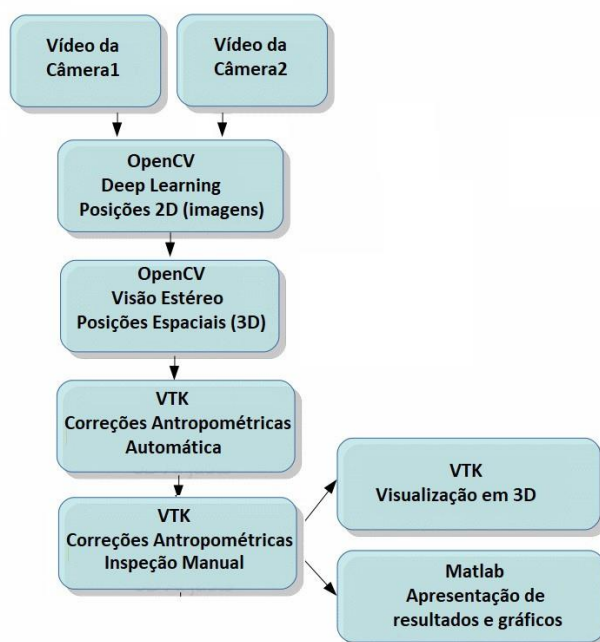 Vídeo da
Câmera1
Vídeo da
Câmera2
OpenCV
Deep Learning
Posições 2D (imagens)
OpenCV
Visão Estéreo
Posições Espaciais (3D)
VTK
Correções Antropométricas
Automática
VTK
Correções Antropométricas
Inspeção Manual
VTK
Visualização em 3D
Matlab
Apresentação de
resultados e gráficos